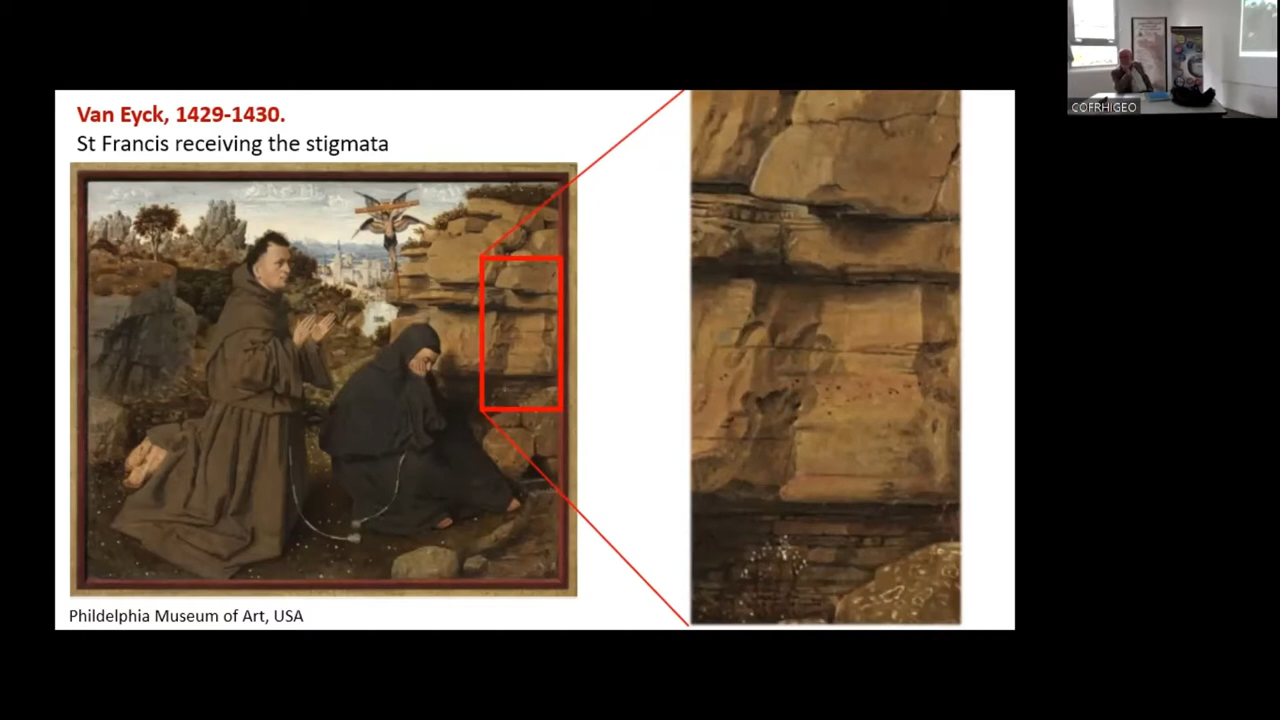 Van Eyck, 1429-1430.
St Francis receiving the stigmata
Phildelphia Museum of Art, USA
COFRHIGEO